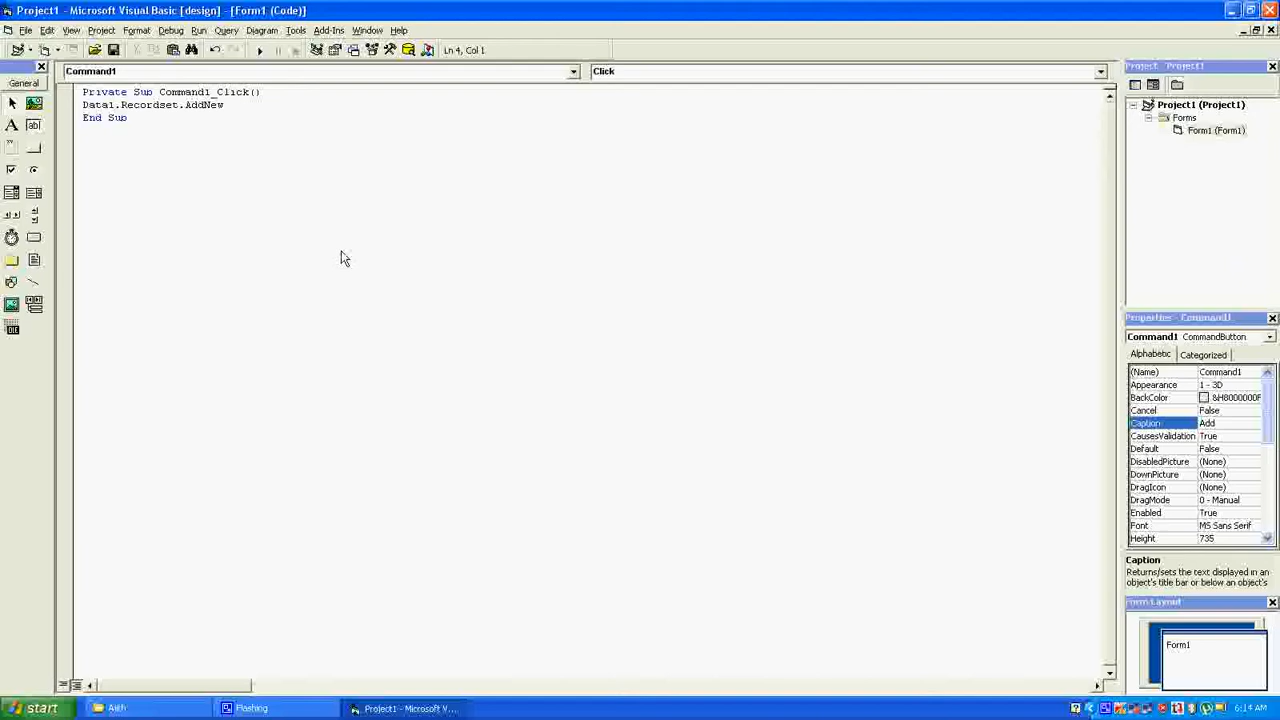 Project1 - Microsoft Visual Basic [design] - [Form1 (Code)]
File Edit View Project Format Debug Run Query Diagram Tools Add-Ins Window Help
Ln 4, Col 1
General
Command1
Click
Private Sub Command1_Click()
Data1.Recordset.AddNew
End Sub
Project - Project1
Project1 (Project1)
Forms
Form1 (Form1)
Properties - Command1
Command1 CommandButton
Alphabetic Categorized
(Name) Command1
Appearance 1 - 3D
BackColor &H8000000F
Cancel False
Caption Add
CausesValidation True
Default False
DisabledPicture (None)
DownPicture (None)
DragIcon (None)
DragMode 0 - Manual
Enabled True
Font MS Sans Serif
Height 735
Caption
Returns/sets the text displayed in an
object's title bar or below an object's
Form Layout
Form1
start
Flashing
Project1 - Microsoft V...
6:14 AM